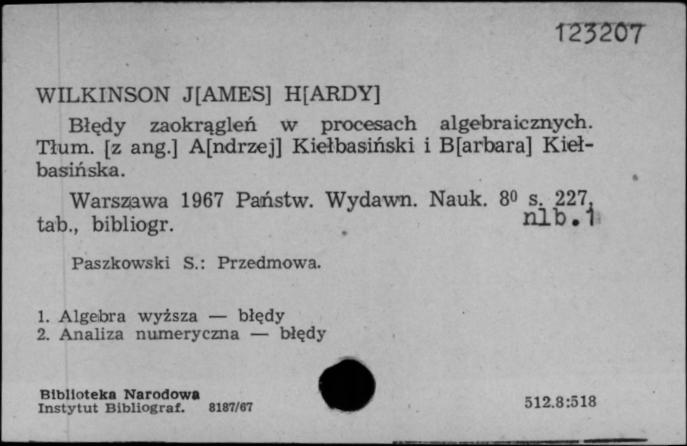 123207
WILKINSON J[AMES] H[ARDY]
Błędy zaokrągleń w procesach algebraicznych.
Tłum. [z ang.] A[ndrzej] Kiełbasiński i B[arbara] Kieł-
basińska.
Warszawa 1967 Państw. Wydawn. Nauk. 8⁰ s. 227,
tab., bibliogr. nlb.1
Paszkowski S.: Przedmowa.
1. Algebra wyższa — błędy
2. Analiza numeryczna — błędy
Biblioteka Narodowa
Instytut Bibliograf. 8187/67 512.8:518